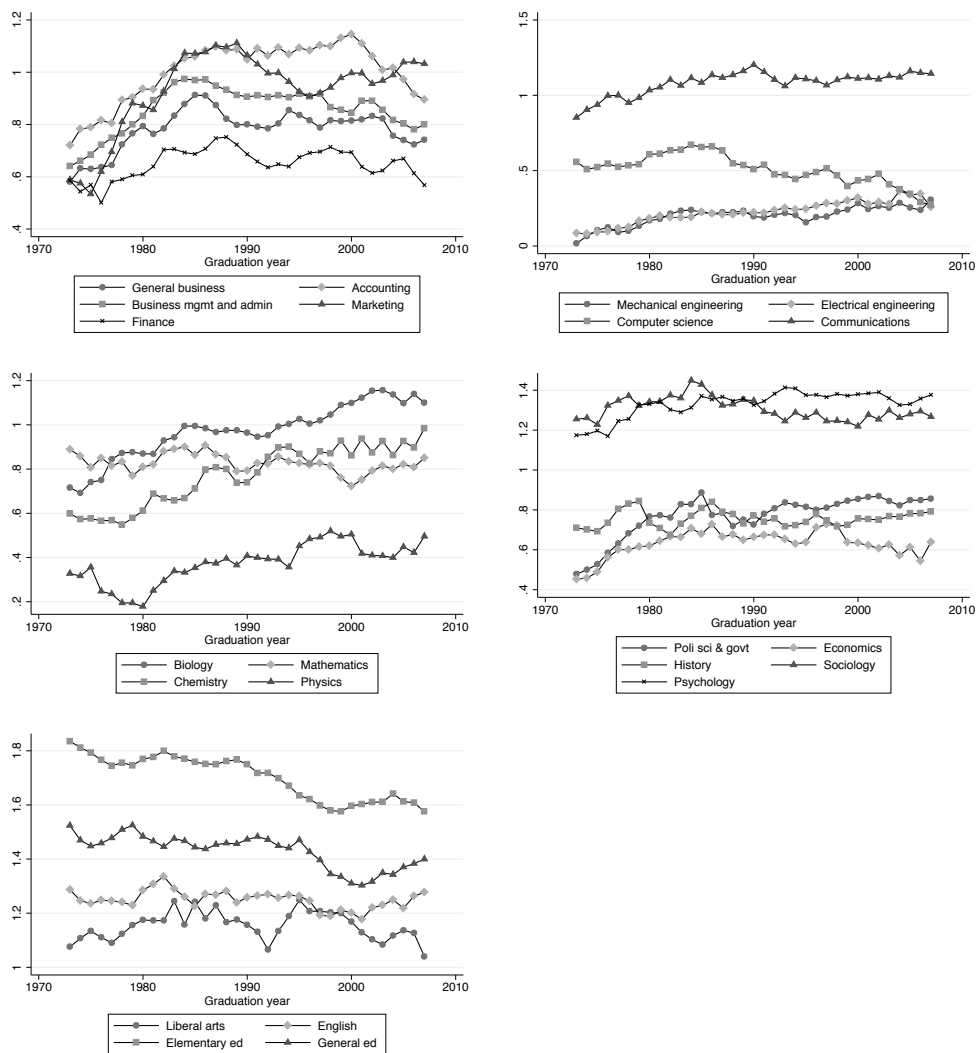 .4 .6 .8 1 1.2
1970 1980 1990 2000 2010
Graduation year
General business Accounting
Business mgmt and admin Marketing
Finance
0 .5 1 1.5
1970 1980 1990 2000 2010
Graduation year
Mechanical engineering Electrical engineering
Computer science Communications
.2 .4 .6 .8 1 1.2
1970 1980 1990 2000 2010
Graduation year
Biology Mathematics
Chemistry Physics
.4 .6 .8 1 1.2 1.4
1970 1980 1990 2000 2010
Graduation year
Poli sci & govt Economics
History Sociology
Psychology
1 1.2 1.4 1.6 1.8
1970 1980 1990 2000 2010
Graduation year
Liberal arts English
Elementary ed General ed